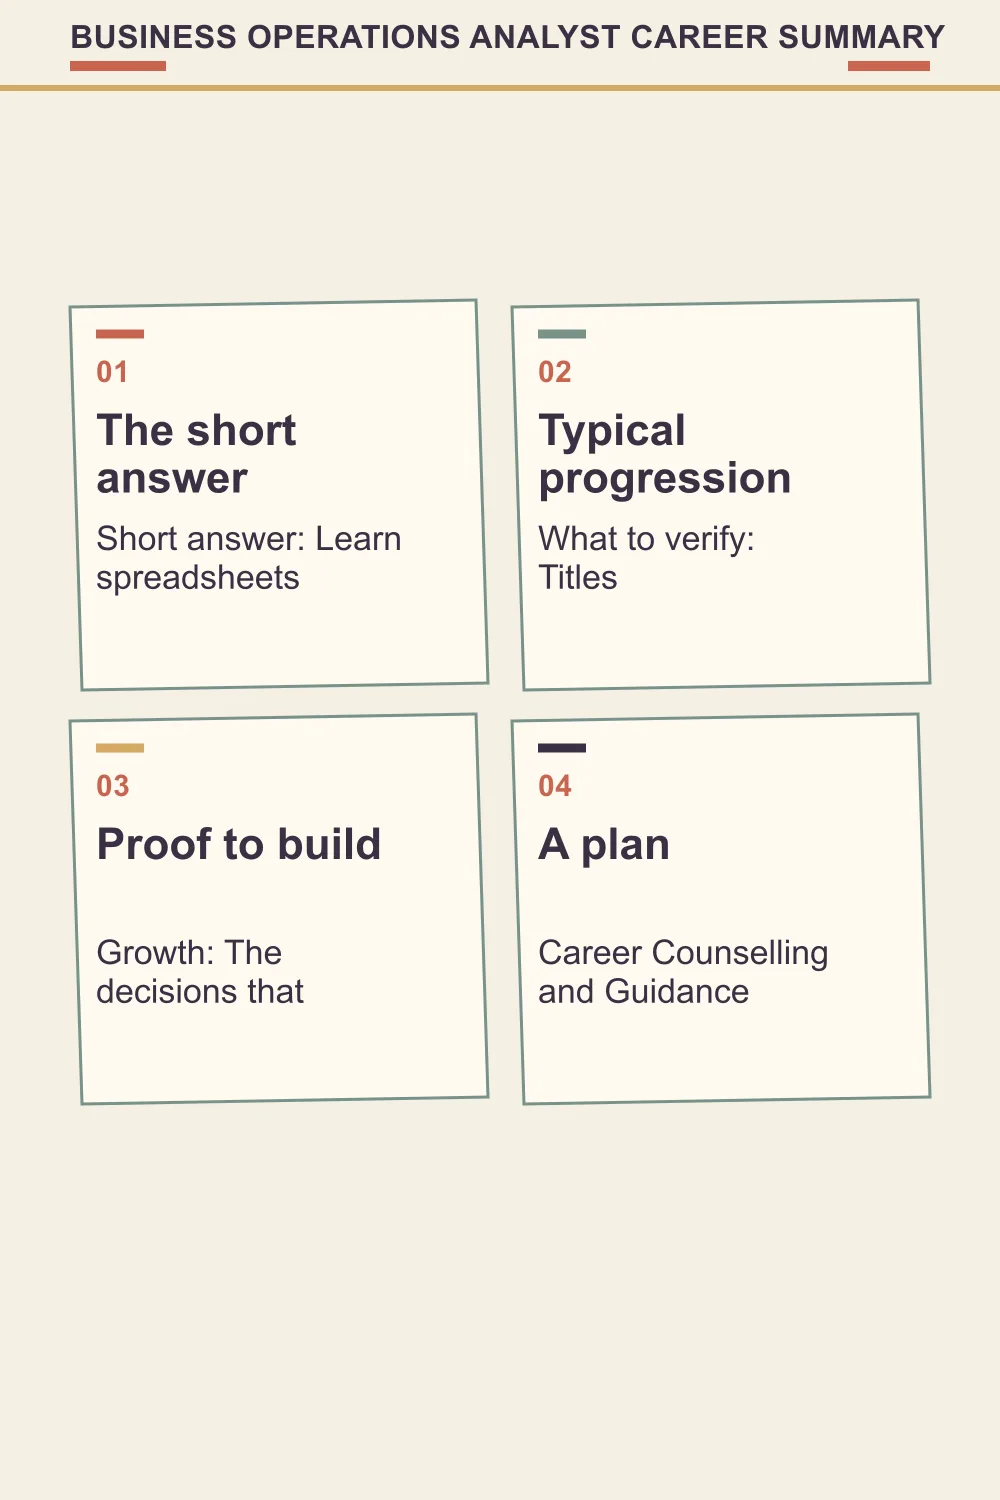 BUSINESS OPERATIONS ANALYST CAREER SUMMARY
01
The short
answer
Short answer: Learn
spreadsheets
02
Typical
progression
What to verify:
Titles
03
Proof to build
Growth: The
decisions that
04
A plan
Career Counselling
and Guidance